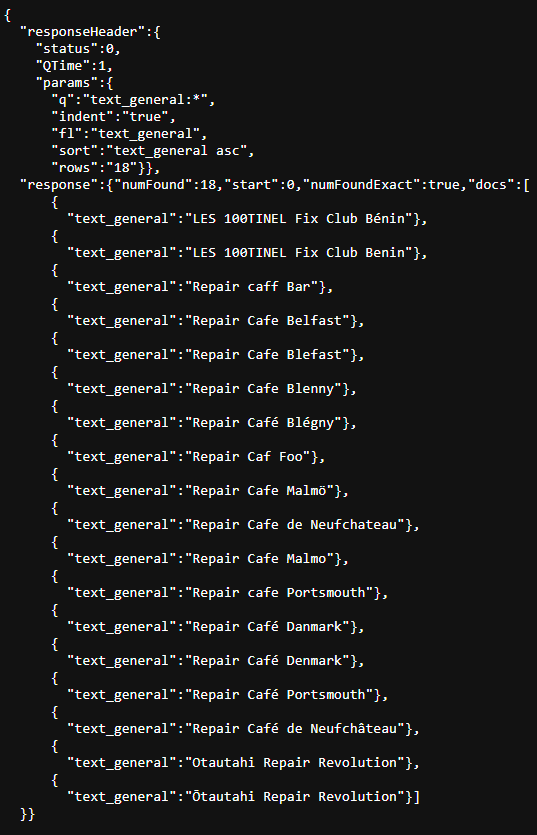 {
  "responseHeader":{
    "status":0,
    "QTime":1,
    "params":{
      "q":"text_general:*",
      "indent":"true",
      "fl":"text_general",
      "sort":"text_general asc",
      "rows":"18"}},
  "response":{"numFound":18,"start":0,"numFoundExact":true,"docs":[
      {
        "text_general":"LES 100TINEL Fix Club Bénin"},
      {
        "text_general":"LES 100TINEL Fix Club Benin"},
      {
        "text_general":"Repair caff Bar"},
      {
        "text_general":"Repair Cafe Belfast"},
      {
        "text_general":"Repair Cafe Blefast"},
      {
        "text_general":"Repair Cafe Blenny"},
      {
        "text_general":"Repair Café Blégny"},
      {
        "text_general":"Repair Caf Foo"},
      {
        "text_general":"Repair Cafe Malmö"},
      {
        "text_general":"Repair Cafe de Neufchateau"},
      {
        "text_general":"Repair Cafe Malmo"},
      {
        "text_general":"Repair cafe Portsmouth"},
      {
        "text_general":"Repair Café Danmark"},
      {
        "text_general":"Repair Café Denmark"},
      {
        "text_general":"Repair Café Portsmouth"},
      {
        "text_general":"Repair Café de Neufchâteau"},
      {
        "text_general":"Otautahi Repair Revolution"},
      {
        "text_general":"Ōtautahi Repair Revolution"}]
  }}